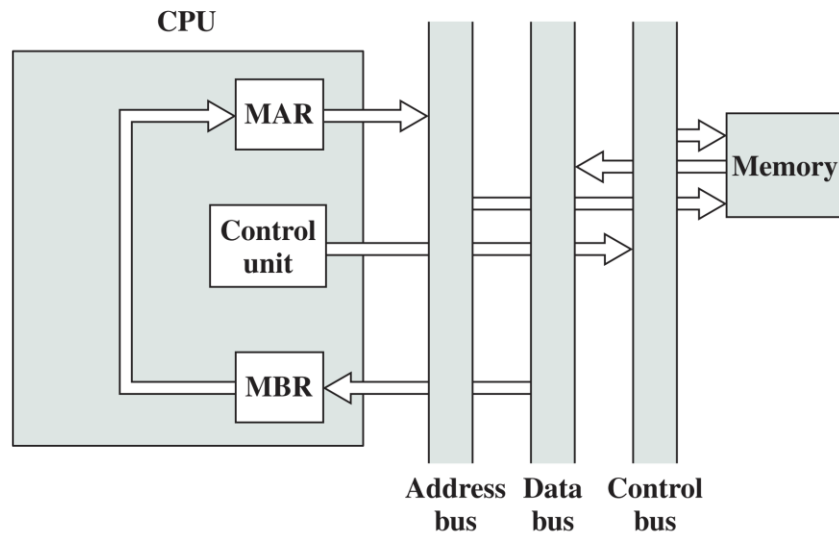 CPU
MAR
Memory
Control
unit
MBR
Address
bus
Data
bus
Control
bus